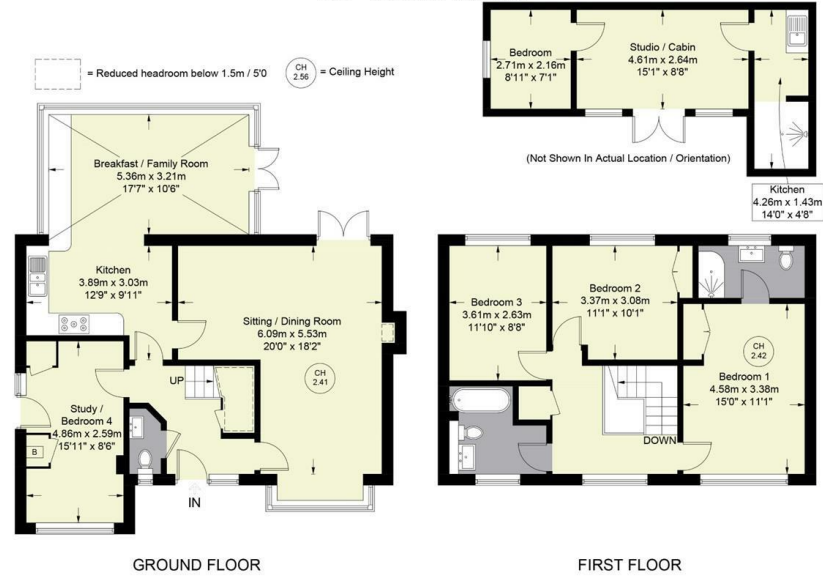 = Reduced headroom below 1.5m / 5'0
CH
2.56
= Ceiling Height
Bedroom
2.71m x 2.16m
8'11" x 7'1"
Studio / Cabin
4.61m x 2.64m
15'1" x 8'8"
(Not Shown In Actual Location / Orientation)
Kitchen
4.26m x 1.43m
14'0" x 4'8"
Breakfast / Family Room
5.36m x 3.21m
17'7" x 10'6"
Kitchen
3.89m x 3.03m
12'9" x 9'11"
Sitting / Dining Room
6.09m x 5.53m
20'0" x 18'2"
CH
2.41
UP
Study /
Bedroom 4
4.86m x 2.59m
15'11" x 8'6"
B
IN
GROUND FLOOR
Bedroom 3
3.61m x 2.63m
11'10" x 8'8"
Bedroom 2
3.37m x 3.08m
11'1" x 10'1"
CH
2.42
Bedroom 1
4.58m x 3.38m
15'0" x 11'1"
DOWN
FIRST FLOOR